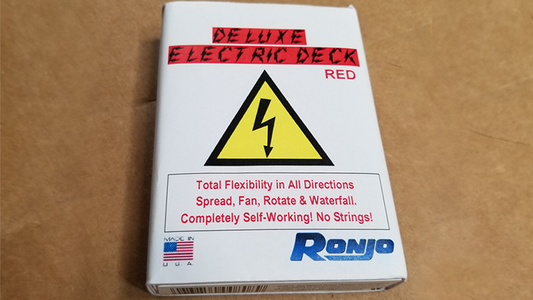 DELUXE
ELECTRIC DECK
RED
Total Flexibility in All Directions
Spread, Fan, Rotate & Waterfall.
Completely Self-Working! No Strings!
MADE IN
U.S.A.
Ronjo